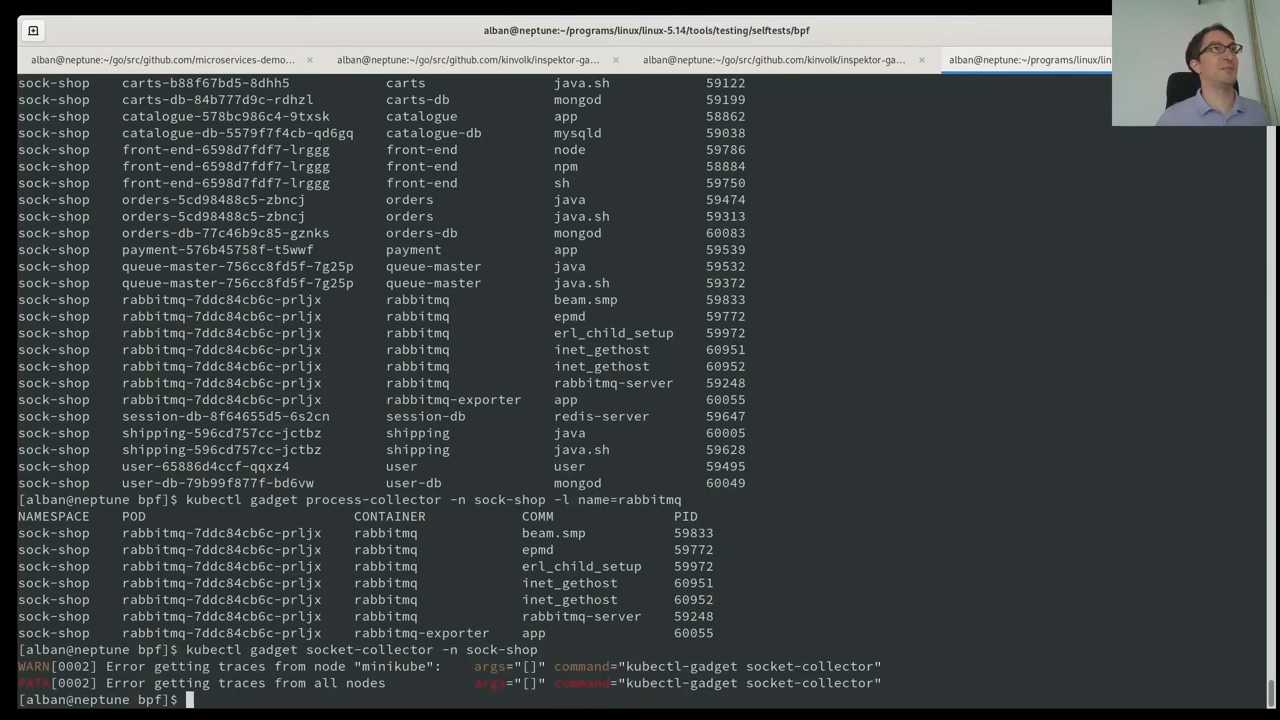 alban@neptune:~/programs/linux/linux-5.14/tools/testing/selftests/bpf
alban@neptune:~/go/src/github.com/microservices-demo... × alban@neptune:~/go/src/github.com/kinvolk/inspektor-ga... × alban@neptune:~/go/src/github.com/kinvolk/inspektor-ga... × alban@neptune:~/programs/linux/lin
sock-shop carts-b88f67bd5-8dhh5 carts java.sh 59122
sock-shop carts-db-84b777d9c-rdhzl carts-db mongod 59199
sock-shop catalogue-578bc986c4-9txsk catalogue app 58862
sock-shop catalogue-db-5579f7f4cb-qd6gq catalogue-db mysqld 59038
sock-shop front-end-6598d7fdf7-lrggg front-end node 59786
sock-shop front-end-6598d7fdf7-lrggg front-end npm 58884
sock-shop front-end-6598d7fdf7-lrggg front-end sh 59750
sock-shop orders-5cd98488c5-zbncj orders java 59474
sock-shop orders-5cd98488c5-zbncj orders java.sh 59313
sock-shop orders-db-77c46b9c85-gznks orders-db mongod 60083
sock-shop payment-576b45758f-t5wwf payment app 59539
sock-shop queue-master-756cc8fd5f-7g25p queue-master java 59532
sock-shop queue-master-756cc8fd5f-7g25p queue-master java.sh 59372
sock-shop rabbitmq-7ddc84cb6c-prljx rabbitmq beam.smp 59833
sock-shop rabbitmq-7ddc84cb6c-prljx rabbitmq epmd 59772
sock-shop rabbitmq-7ddc84cb6c-prljx rabbitmq erl_child_setup 59972
sock-shop rabbitmq-7ddc84cb6c-prljx rabbitmq inet_gethost 60951
sock-shop rabbitmq-7ddc84cb6c-prljx rabbitmq inet_gethost 60952
sock-shop rabbitmq-7ddc84cb6c-prljx rabbitmq rabbitmq-server 59248
sock-shop rabbitmq-7ddc84cb6c-prljx rabbitmq-exporter app 60055
sock-shop session-db-8f64655d5-6s2cn session-db redis-server 59647
sock-shop shipping-596cd757cc-jctbz shipping java 60005
sock-shop shipping-596cd757cc-jctbz shipping java.sh 59628
sock-shop user-65886d4ccf-qqxz4 user user 59495
sock-shop user-db-79b99f877f-bd6vw user-db mongod 60049
[alban@neptune bpf]$ kubectl gadget process-collector -n sock-shop -l name=rabbitmq
NAMESPACE POD CONTAINER COMM PID
sock-shop rabbitmq-7ddc84cb6c-prljx rabbitmq beam.smp 59833
sock-shop rabbitmq-7ddc84cb6c-prljx rabbitmq epmd 59772
sock-shop rabbitmq-7ddc84cb6c-prljx rabbitmq erl_child_setup 59972
sock-shop rabbitmq-7ddc84cb6c-prljx rabbitmq inet_gethost 60951
sock-shop rabbitmq-7ddc84cb6c-prljx rabbitmq inet_gethost 60952
sock-shop rabbitmq-7ddc84cb6c-prljx rabbitmq rabbitmq-server 59248
sock-shop rabbitmq-7ddc84cb6c-prljx rabbitmq-exporter app 60055
[alban@neptune bpf]$ kubectl gadget socket-collector -n sock-shop
WARN[0002] Error getting traces from node "minikube": args="[]" command="kubectl-gadget socket-collector"
FATA[0002] Error getting traces from all nodes args="[]" command="kubectl-gadget socket-collector"
[alban@neptune bpf]$